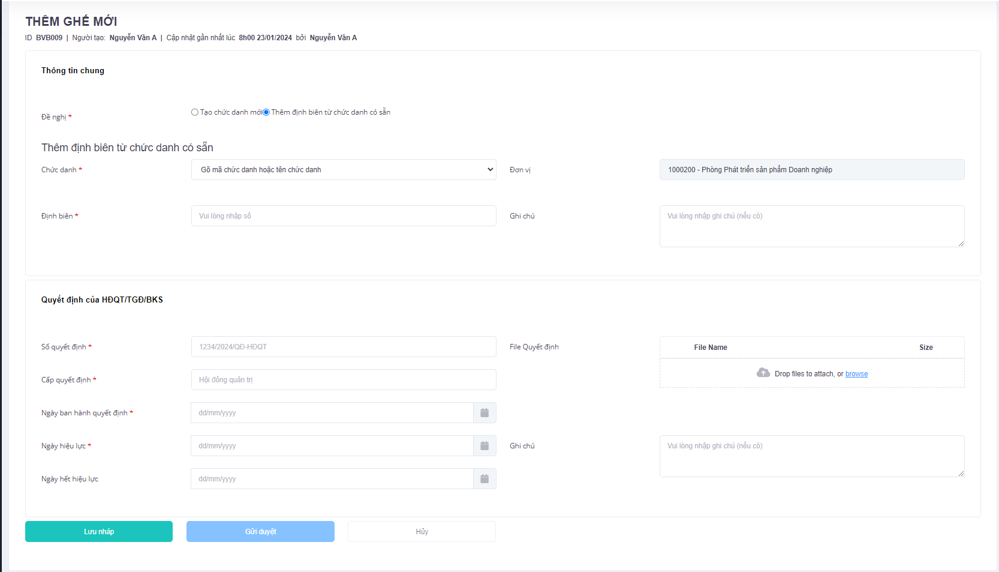 THÊM GHẾ MỚI
ID BVB009 | Người tạo: Nguyễn Văn A | Cập nhật gần nhất lúc 8h00 23/01/2024 bởi Nguyễn Văn A
Thông tin chung
Đề nghị * Tạo chức danh mới Thêm định biên từ chức danh có sẵn
Thêm định biên từ chức danh có sẵn
Chức danh * Gõ mã chức danh hoặc tên chức danh Đơn vị 1000200 - Phòng Phát triển sản phẩm Doanh nghiệp
Định biên * Vui lòng nhập số Ghi chú Vui lòng nhập ghi chú (nếu có)
Quyết định của HĐQT/TGĐ/BKS
Số quyết định * 1234/2024/QĐ-HĐQT File Quyết định File Name Size
Drop files to attach, or browse
Cấp quyết định * Hội đồng quản trị
Ngày ban hành quyết định * dd/mm/yyyy
Ngày hiệu lực * dd/mm/yyyy Ghi chú Vui lòng nhập ghi chú (nếu có)
Ngày hết hiệu lực dd/mm/yyyy
Lưu nháp Gửi duyệt Hủy